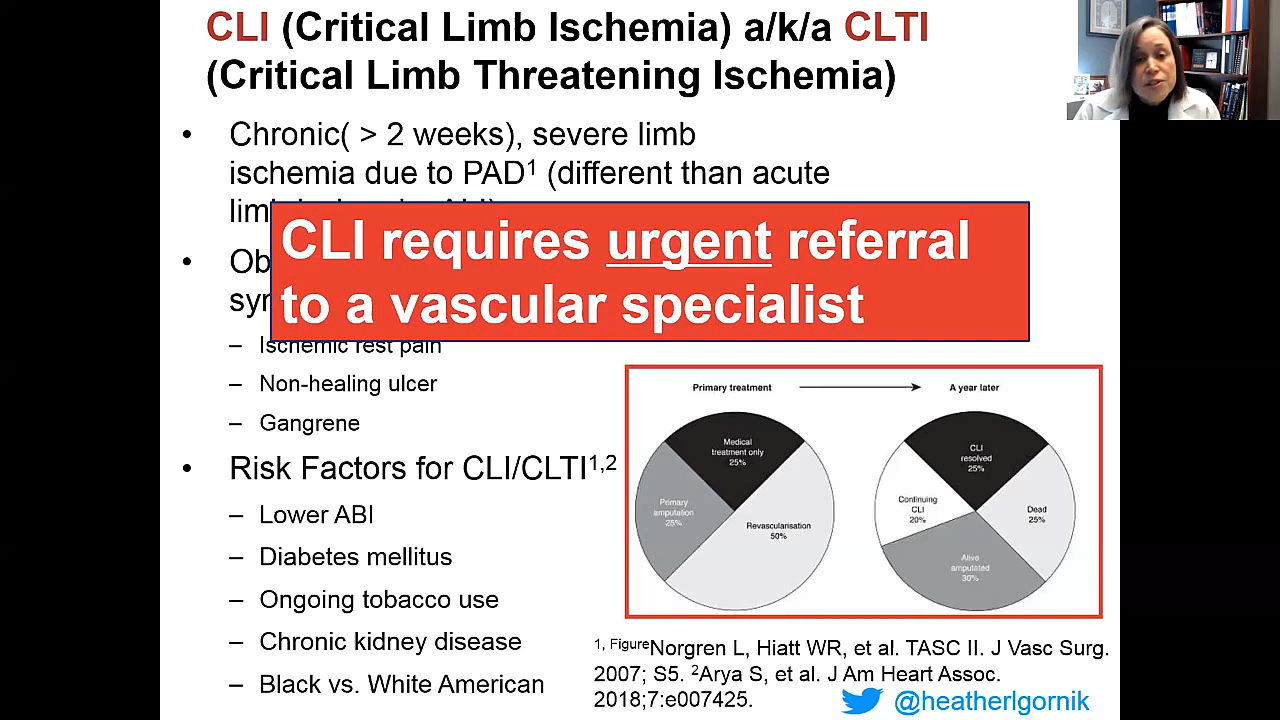 CLI (Critical Limb Ischemia) a/k/a CLTI
(Critical Limb Threatening Ischemia)
• Chronic( > 2 weeks), severe limb
ischemia due to PAD1 (different than acute
CLI requires urgent referral
to a vascular specialist
– Ischemic rest pain
– Non-healing ulcer
– Gangrene
• Risk Factors for CLI/CLTI1,2
– Lower ABI
– Diabetes mellitus
– Ongoing tobacco use
– Chronic kidney disease
– Black vs. White American
Primary treatment
A year later
Medical
treatment only
25%
Primary
amputation
25%
Revascularisation
50%
CLI
resolved
25%
Continuing
CLI
20%
Dead
25%
Alive
amputated
30%
1, FigureNorgren L, Hiatt WR, et al. TASC II. J Vasc Surg.
2007; S5. 2Arya S, et al. J Am Heart Assoc.
2018;7:e007425.
@heatherlgornik